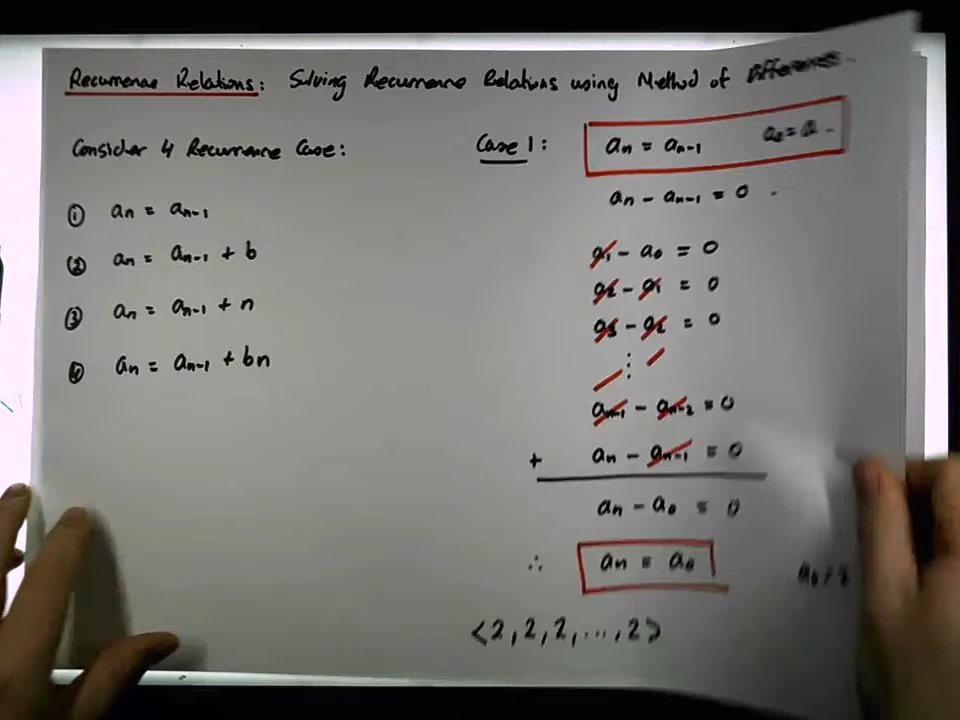 Recurrence Relations: Solving Recurrence Relations using Method of Differences.
Consider 4 Recurrence Case:
① aₙ = aₙ₋₁
② aₙ = aₙ₋₁ + b
③ aₙ = aₙ₋₁ + n
④ aₙ = aₙ₋₁ + bn
Case 1: aₙ = aₙ₋₁
aₙ - aₙ₋₁ = 0
a₁ - a₀ = 0
a₂ - a₁ = 0
a₃ - a₂ = 0
⋮
aₙ₋₁ - aₙ₋₂ = 0
+ aₙ - aₙ₋₁ = 0
aₙ - a₀ = 0
∴ aₙ = a₀
<2, 2, 2, ..., 2>